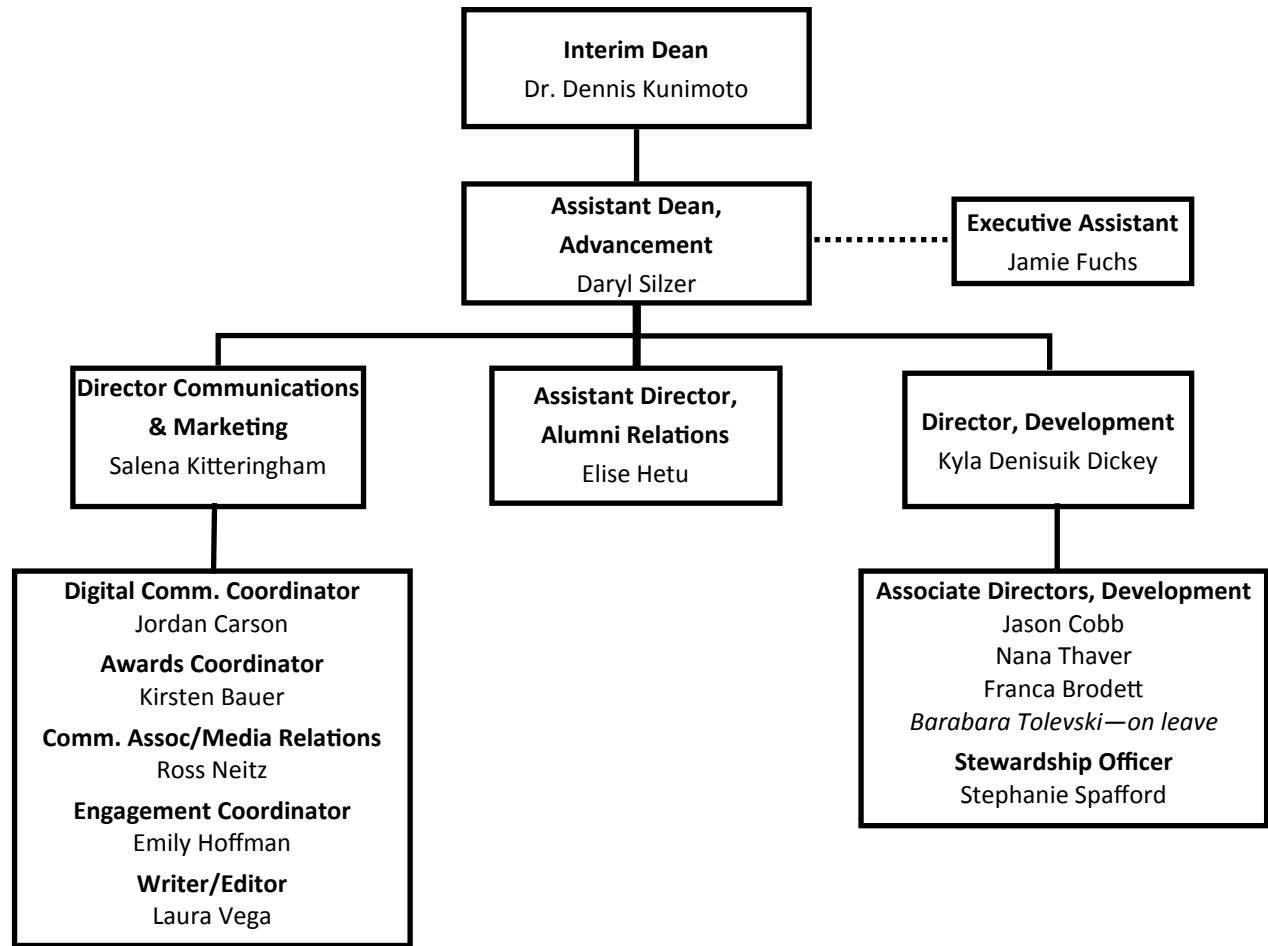 Interim Dean
Dr. Dennis Kunimoto
Assistant Dean,
Advancement
Daryl Silzer
Executive Assistant
Jamie Fuchs
Director Communications
& Marketing
Salena Kitteringham
Assistant Director,
Alumni Relations
Elise Hetu
Director, Development
Kyla Denisuik Dickey
Digital Comm. Coordinator
Jordan Carson
Awards Coordinator
Kirsten Bauer
Comm. Assoc/Media Relations
Ross Neitz
Engagement Coordinator
Emily Hoffman
Writer/Editor
Laura Vega
Associate Directors, Development
Jason Cobb
Nana Thaver
Franca Brodett
Barabara Tolevski—on leave
Stewardship Officer
Stephanie Spafford